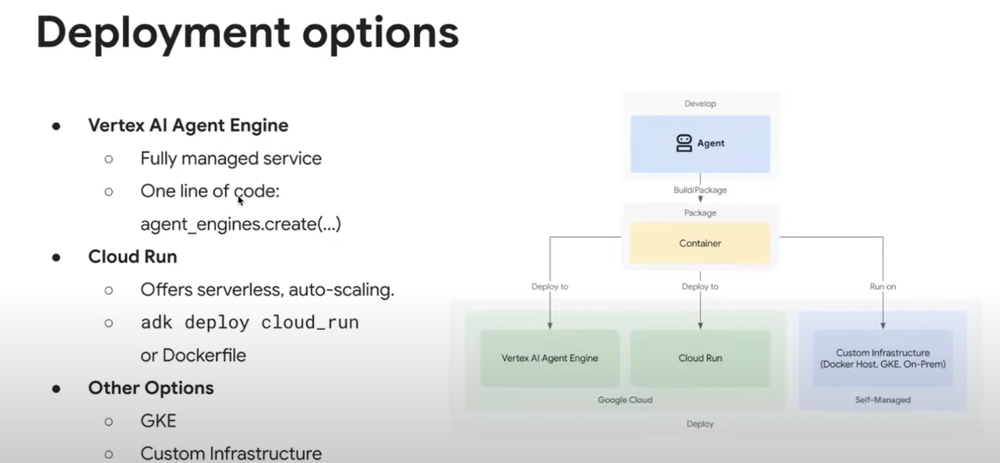 Deployment options
● Vertex AI Agent Engine
○ Fully managed service
○ One line of code:
agent_engines.create(...)
● Cloud Run
○ Offers serverless, auto-scaling.
○ adk deploy cloud_run
or Dockerfile
● Other Options
○ GKE
○ Custom Infrastructure
Develop
Agent
Build/Package
Package
Container
Deploy to
Deploy to
Run on
Vertex AI Agent Engine
Cloud Run
Custom Infrastructure
(Docker Host, GKE, On-Prem)
Google Cloud
Self-Managed
Deploy